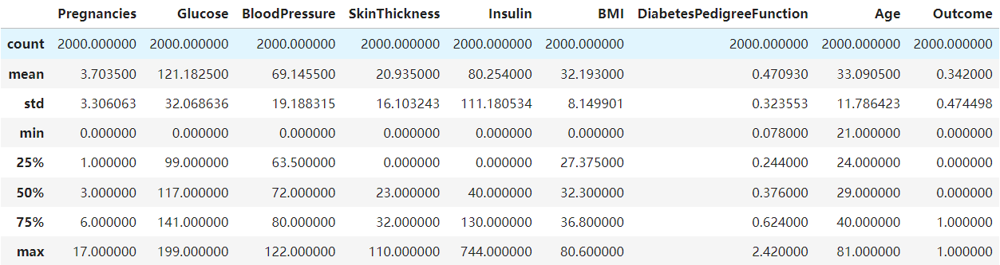 Pregnancies Glucose BloodPressure SkinThickness Insulin BMI DiabetesPedigreeFunction Age Outcome
count 2000.000000 2000.000000 2000.000000 2000.000000 2000.000000 2000.000000 2000.000000 2000.000000 2000.000000
mean 3.703500 121.182500 69.145500 20.935000 80.254000 32.193000 0.470930 33.090500 0.342000
std 3.306063 32.068636 19.188315 16.103243 111.180534 8.149901 0.323553 11.786423 0.474498
min 0.000000 0.000000 0.000000 0.000000 0.000000 0.000000 0.078000 21.000000 0.000000
25% 1.000000 99.000000 63.500000 0.000000 0.000000 27.375000 0.244000 24.000000 0.000000
50% 3.000000 117.000000 72.000000 23.000000 40.000000 32.300000 0.376000 29.000000 0.000000
75% 6.000000 141.000000 80.000000 32.000000 130.000000 36.800000 0.624000 40.000000 1.000000
max 17.000000 199.000000 122.000000 110.000000 744.000000 80.600000 2.420000 81.000000 1.000000